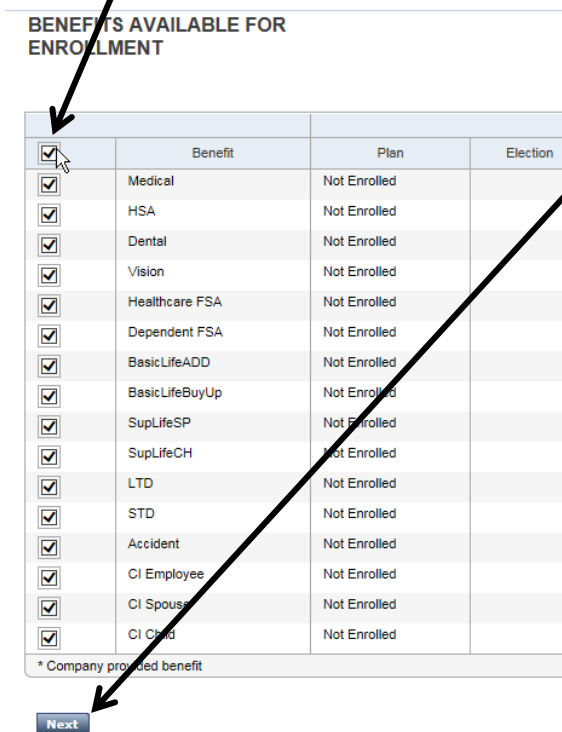 BENEFITS AVAILABLE FOR
ENROLLMENT
Benefit Plan Election
Medical Not Enrolled
HSA Not Enrolled
Dental Not Enrolled
Vision Not Enrolled
Healthcare FSA Not Enrolled
Dependent FSA Not Enrolled
BasicLifeADD Not Enrolled
BasicLifeBuyUp Not Enrolled
SupLifeSP Not Enrolled
SupLifeCH Not Enrolled
LTD Not Enrolled
STD Not Enrolled
Accident Not Enrolled
CI Employee Not Enrolled
CI Spouse Not Enrolled
CI Child Not Enrolled
* Company provided benefit
Next